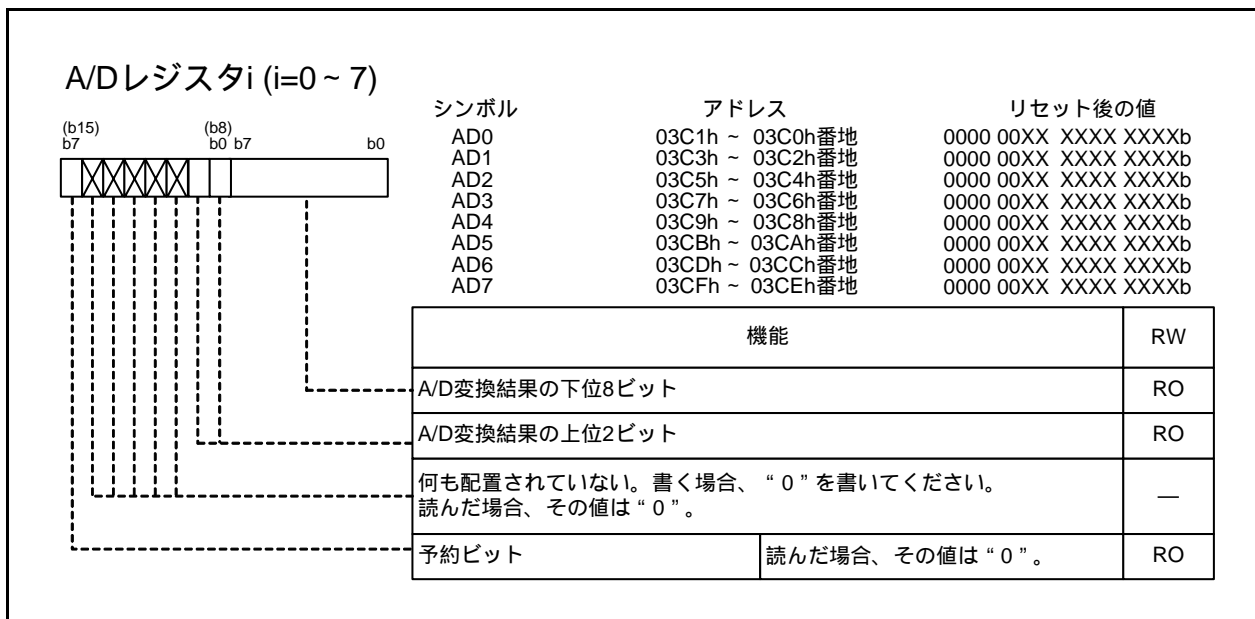 A/Dレジスタi (i=0 ~ 7)
シンボル アドレス リセット後の値
(b15) (b8)
b7 b0 b7 b0
AD0 03C1h ~ 03C0h番地 0000 00XX XXXX XXXXb
AD1 03C3h ~ 03C2h番地 0000 00XX XXXX XXXXb
AD2 03C5h ~ 03C4h番地 0000 00XX XXXX XXXXb
AD3 03C7h ~ 03C6h番地 0000 00XX XXXX XXXXb
AD4 03C9h ~ 03C8h番地 0000 00XX XXXX XXXXb
AD5 03CBh ~ 03CAh番地 0000 00XX XXXX XXXXb
AD6 03CDh ~ 03CCh番地 0000 00XX XXXX XXXXb
AD7 03CFh ~ 03CEh番地 0000 00XX XXXX XXXXb
機能 RW
A/D変換結果の下位8ビット RO
A/D変換結果の上位2ビット RO
何も配置されていない。書く場合、“ 0 ” を書いてください。
読んだ場合、その値は “ 0 ” 。 —
予約ビット 読んだ場合、その値は “ 0 ” 。 RO